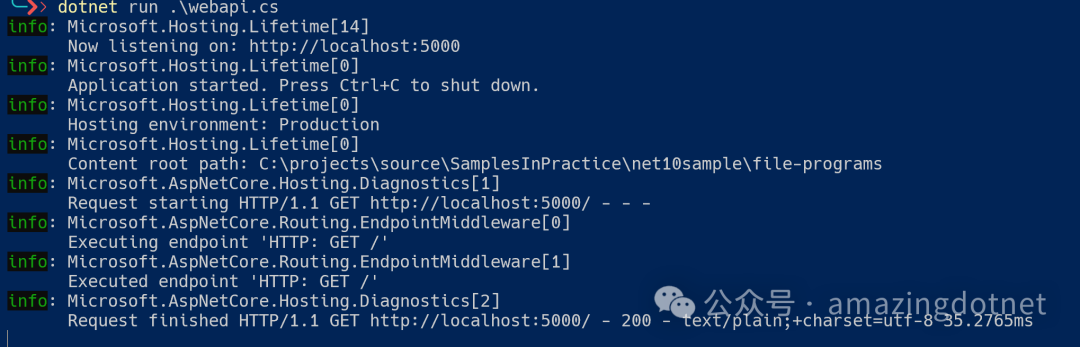 dotnet run .\webapi.cs
info: Microsoft.Hosting.Lifetime[14]
Now listening on: http://localhost:5000
info: Microsoft.Hosting.Lifetime[0]
Application started. Press Ctrl+C to shut down.
info: Microsoft.Hosting.Lifetime[0]
Hosting environment: Production
info: Microsoft.Hosting.Lifetime[0]
Content root path: C:\projects\source\SamplesInPractice\net10sample\file-programs
info: Microsoft.AspNetCore.Hosting.Diagnostics[1]
Request starting HTTP/1.1 GET http://localhost:5000/ - - -
info: Microsoft.AspNetCore.Routing.EndpointMiddleware[0]
Executing endpoint 'HTTP: GET /'
info: Microsoft.AspNetCore.Routing.EndpointMiddleware[1]
Executed endpoint 'HTTP: GET /'
info: Microsoft.AspNetCore.Hosting.Diagnostics[2]
Request finished HTTP/1.1 GET http://localhost:5000/ - 200 - text/plain;+charset=utf-8 35.2765ms
公众号 · amazingdotnet